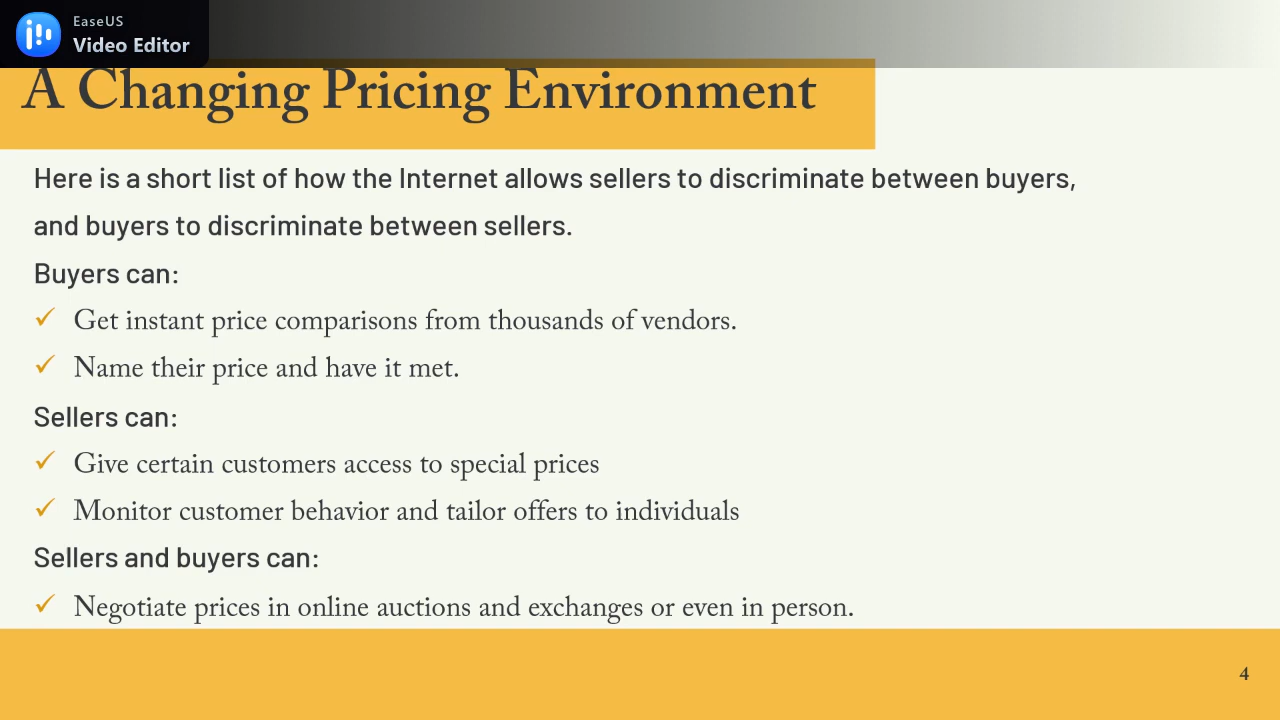 EaseUS
Video Editor
A Changing Pricing Environment
Here is a short list of how the Internet allows sellers to discriminate between buyers,
and buyers to discriminate between sellers.
Buyers can:
✓ Get instant price comparisons from thousands of vendors.
✓ Name their price and have it met.
Sellers can:
✓ Give certain customers access to special prices
✓ Monitor customer behavior and tailor offers to individuals
Sellers and buyers can:
✓ Negotiate prices in online auctions and exchanges or even in person.
4